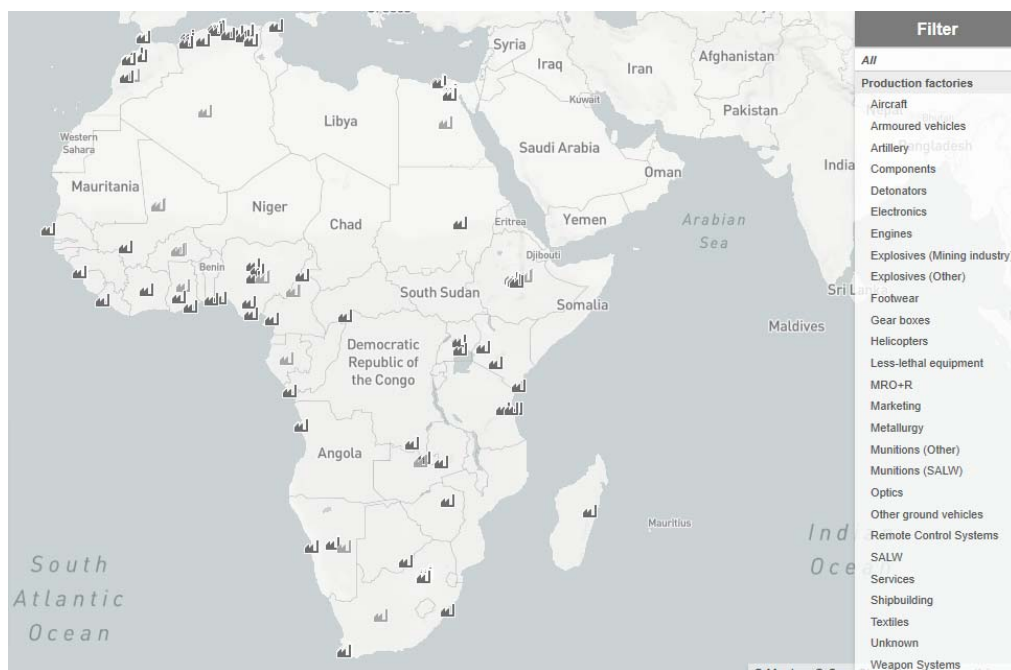 Syria
Iraq
Iran
Afghanistan
Kuwait
Pakistan
Libya
Western
Sahara
Saudi Arabia
India
Oman
Mauritania
Niger
Chad
Eritrea
Yemen
Arabian
Sea
Djibouti
Benin
South Sudan
Somalia
Sri Lanka
Maldives
Democratic
Republic of
the Congo
Angola
Mauritius
Indian
Ocean
South
Atlantic
Ocean
Filter
All
Production factories
Aircraft
Armoured vehicles
Artillery
Bangladesh
Components
Detonators
Electronics
Engines
Explosives (Mining industry)
Explosives (Other)
Footwear
Gear boxes
Helicopters
Less-lethal equipment
MRO+R
Marketing
Metallurgy
Munitions (Other)
Munitions (SALW)
Optics
Other ground vehicles
Remote Control Systems
SALW
Services
Shipbuilding
Textiles
Unknown
Weapon Systems